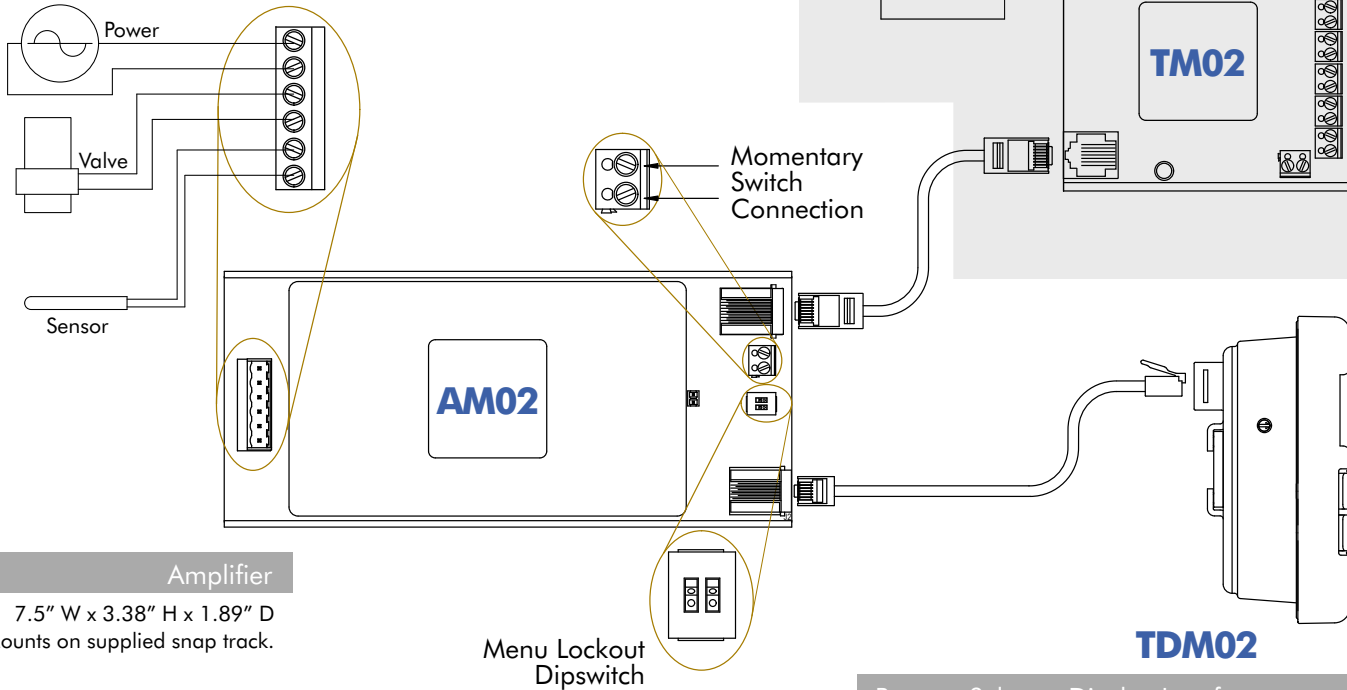 Power
Valve
Sensor
Momentary
Switch
Connection
TM02
AM02
Amplifier
7.5" W x 3.38" H x 1.89" D
on supplied snap track.
Menu Lockout
Dipswitch
TDM02